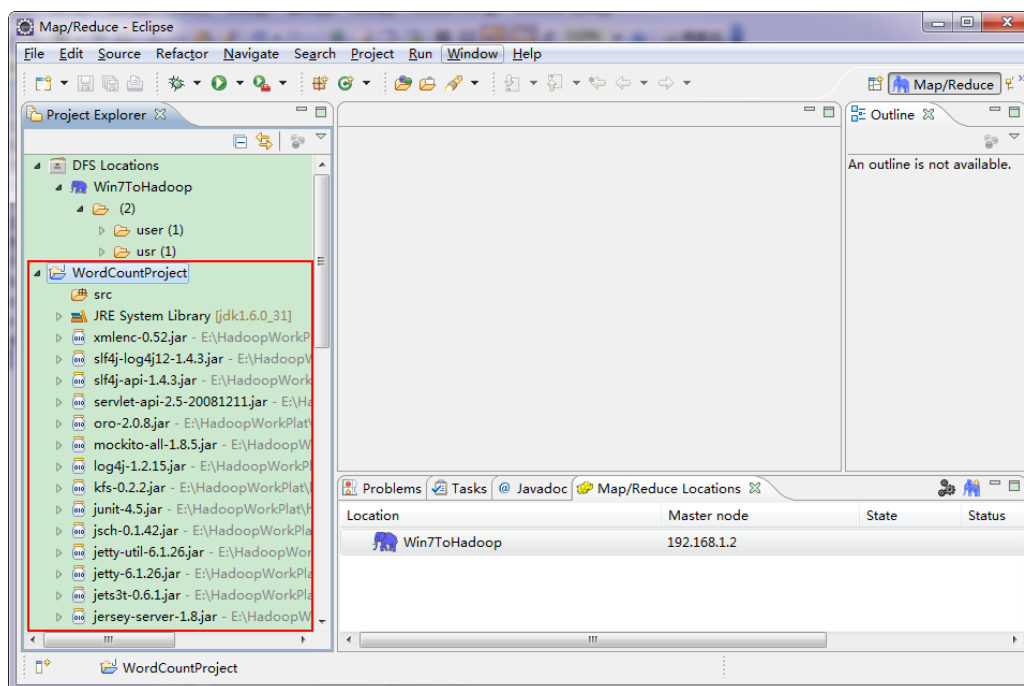 Map/Reduce - Eclipse
File Edit Source Refactor Navigate Search Project Run Window Help
Map/Reduce
Project Explorer
DFS Locations
Win7ToHadoop
(2)
user (1)
usr (1)
WordCountProject
src
JRE System Library [jdk1.6.0_31]
xmlenc-0.52.jar - E:\HadoopWorkP
slf4j-log4j12-1.4.3.jar - E:\Hadoop
slf4j-api-1.4.3.jar - E:\HadoopWork
servlet-api-2.5-20081211.jar - E:\Ha
oro-2.0.8.jar - E:\HadoopWorkPlat\
mockito-all-1.8.5.jar - E:\HadoopW
log4j-1.2.15.jar - E:\HadoopWorkPl
kfs-0.2.2.jar - E:\HadoopWorkPlat\
junit-4.5.jar - E:\HadoopWorkPlat\h
jsch-0.1.42.jar - E:\HadoopWorkPla
jetty-util-6.1.26.jar - E:\HadoopWor
jetty-6.1.26.jar - E:\HadoopWorkPla
jets3t-0.6.1.jar - E:\HadoopWorkPla
jersey-server-1.8.jar - E:\HadoopW
Outline
An outline is not available.
Problems Tasks @ Javadoc Map/Reduce Locations
Location Master node State Status
Win7ToHadoop 192.168.1.2
WordCountProject